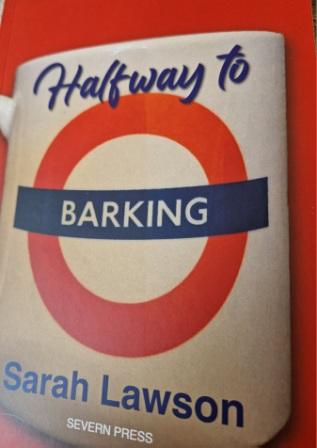 Halfway to
BARKING
Sarah Lawson
SEVERN PRESS